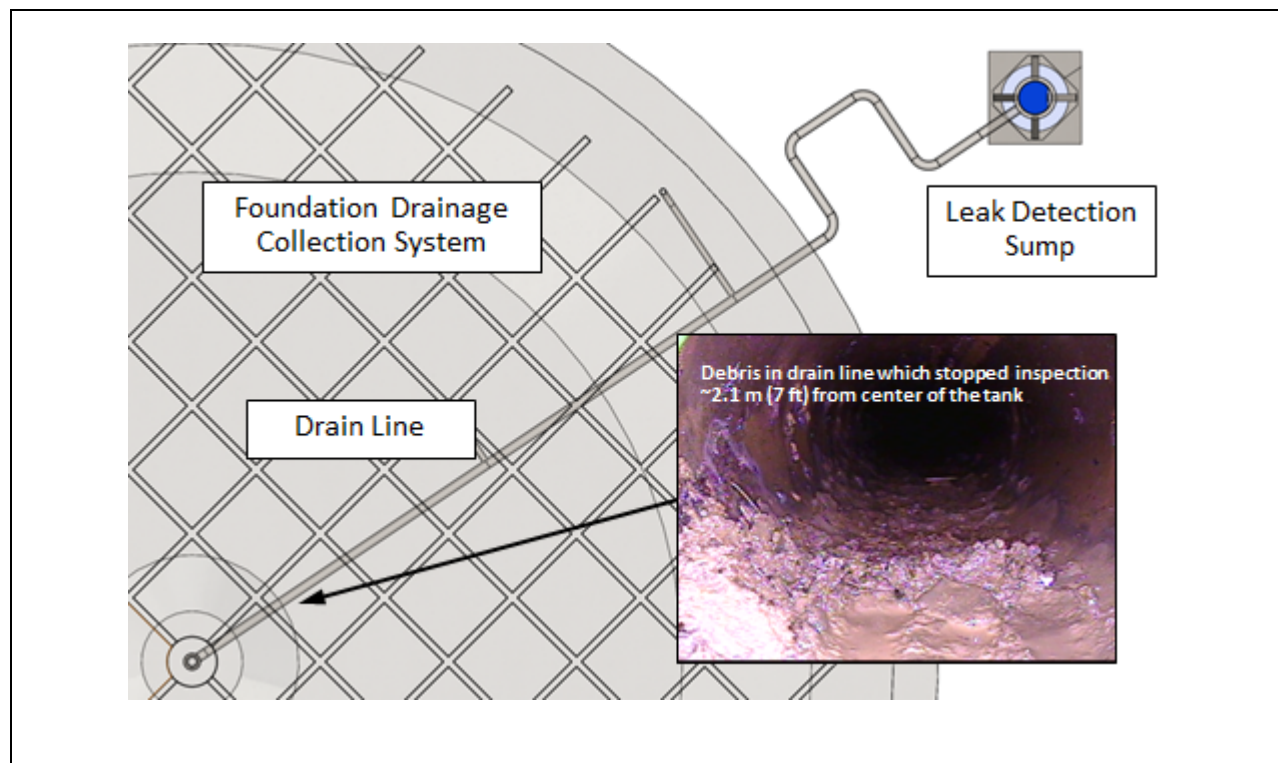 Foundation Drainage
Collection System
Leak Detection
Sump
Debris in drain line which stopped inspection
~2.1 m (7 ft) from center of the tank
Drain Line